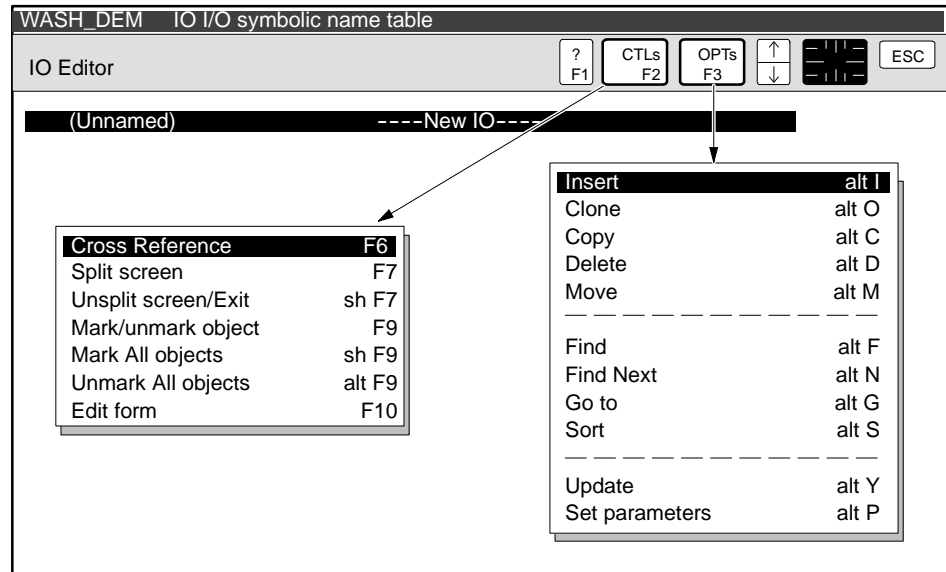 WASH_DEM IO I/O symbolic name table
IO Editor
?
F1
CTLs
F2
OPTs
F3
↑
↓
ESC
(Unnamed) ----New IO----
Cross Reference F6
Split screen F7
Unsplit screen/Exit sh F7
Mark/unmark object F9
Mark All objects sh F9
Unmark All objects alt F9
Edit form F10
Insert alt I
Clone alt O
Copy alt C
Delete alt D
Move alt M
Find alt F
Find Next alt N
Go to alt G
Sort alt S
Update alt Y
Set parameters alt P